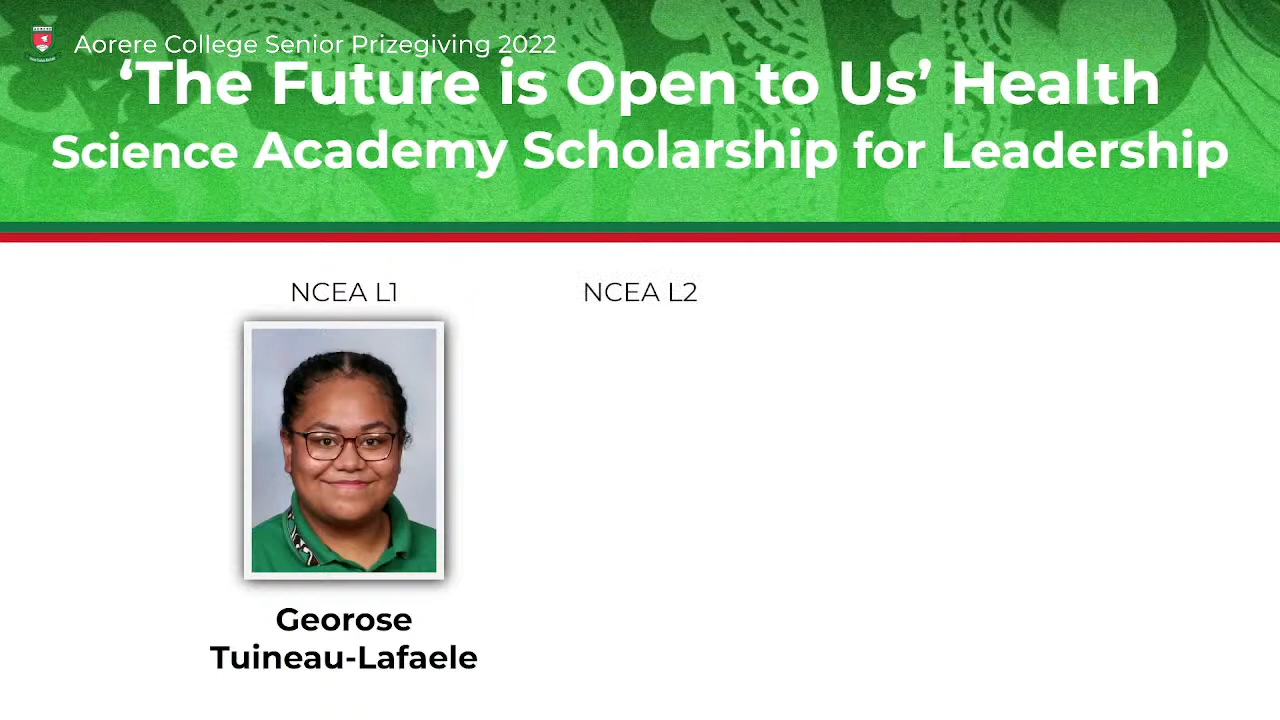 Aorere College Senior Prizegiving 2022
‘The Future is Open to Us’ Health
Science Academy Scholarship for Leadership
NCEA L1
NCEA L2
Georose
Tuineau-Lafaele